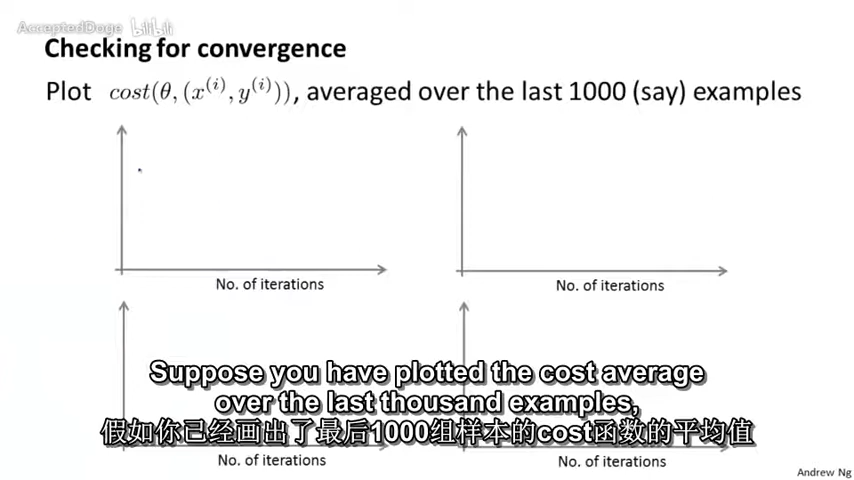 AcceptedDoge bilibili
Checking for convergence
Plot cost(θ, (x^(i), y^(i))), averaged over the last 1000 (say) examples
No. of iterations
No. of iterations
Suppose you have plotted the cost average
over the last thousand examples,
假如你已经画出了最后1000组样本的cost函数的平均值
No. of iterations
No. of iterations
Andrew Ng